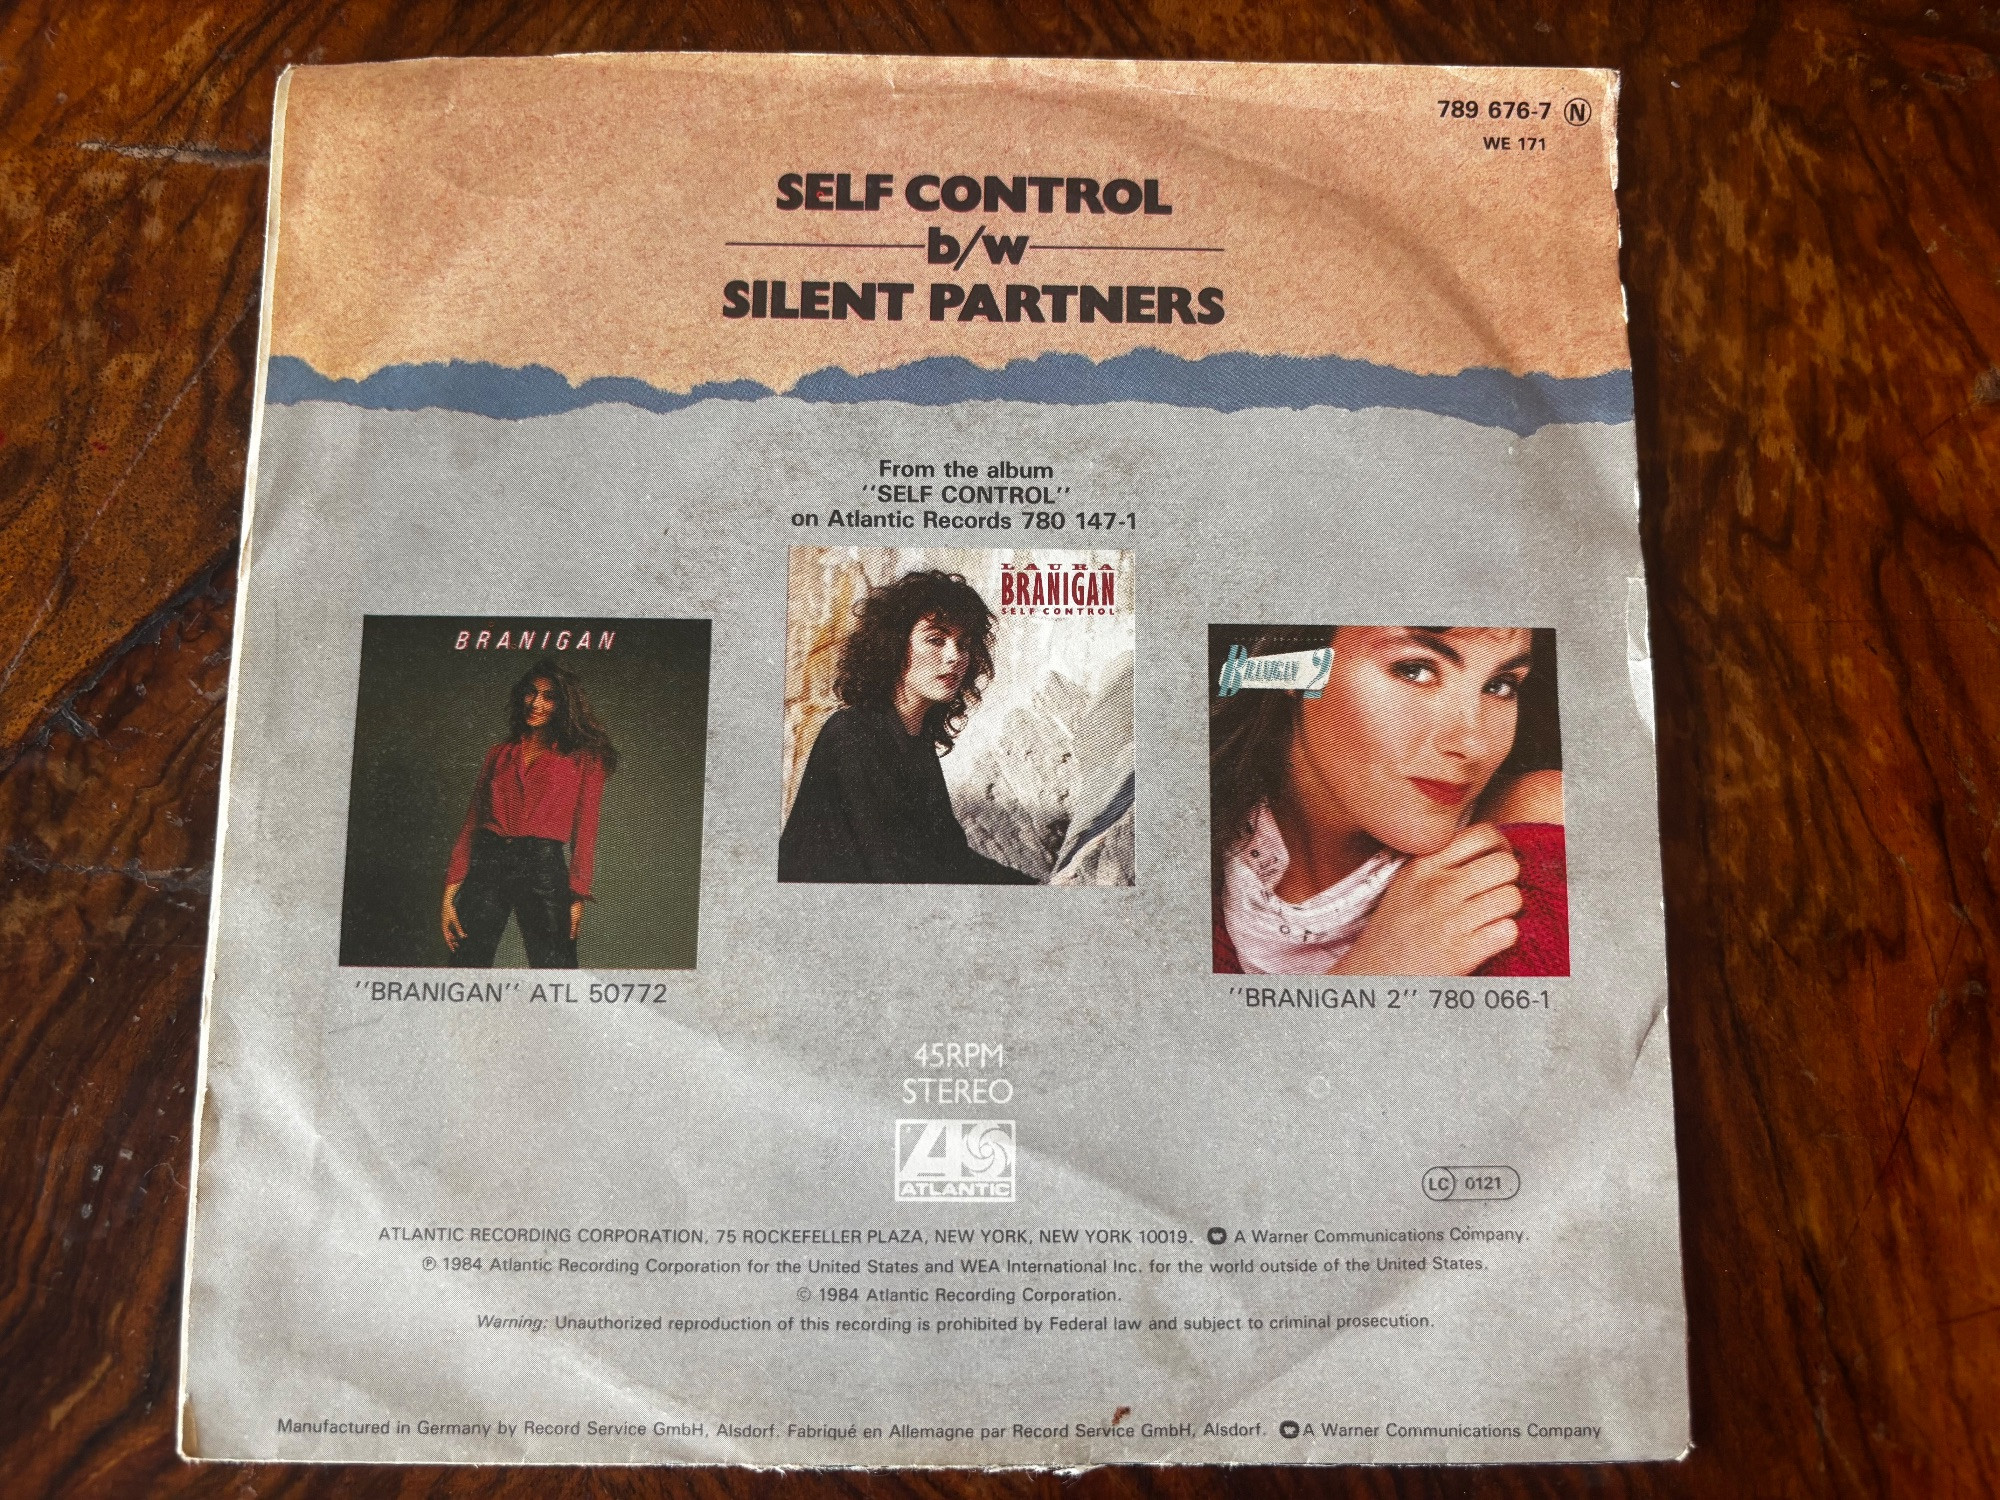 789 676-7 Ⓝ
WE 171
SELF CONTROL
b/w
SILENT PARTNERS
From the album
''SELF CONTROL''
on Atlantic Records 780 147-1
BRANIGAN
LAURA
BRANIGAN
SELF CONTROL
BRANIGAN 2
''BRANIGAN'' ATL 50772
''BRANIGAN 2'' 780 066-1
45RPM
STEREO
ATLANTIC
LC 0121
ATLANTIC RECORDING CORPORATION, 75 ROCKEFELLER PLAZA, NEW YORK, NEW YORK 10019. A Warner Communications Company.
℗ 1984 Atlantic Recording Corporation for the United States and WEA International Inc. for the world outside of the United States.
© 1984 Atlantic Recording Corporation.
Warning: Unauthorized reproduction of this recording is prohibited by Federal law and subject to criminal prosecution.
Manufactured in Germany by Record Service GmbH, Alsdorf. Fabriqué en Allemagne par Record Service GmbH, Alsdorf. A Warner Communications Company